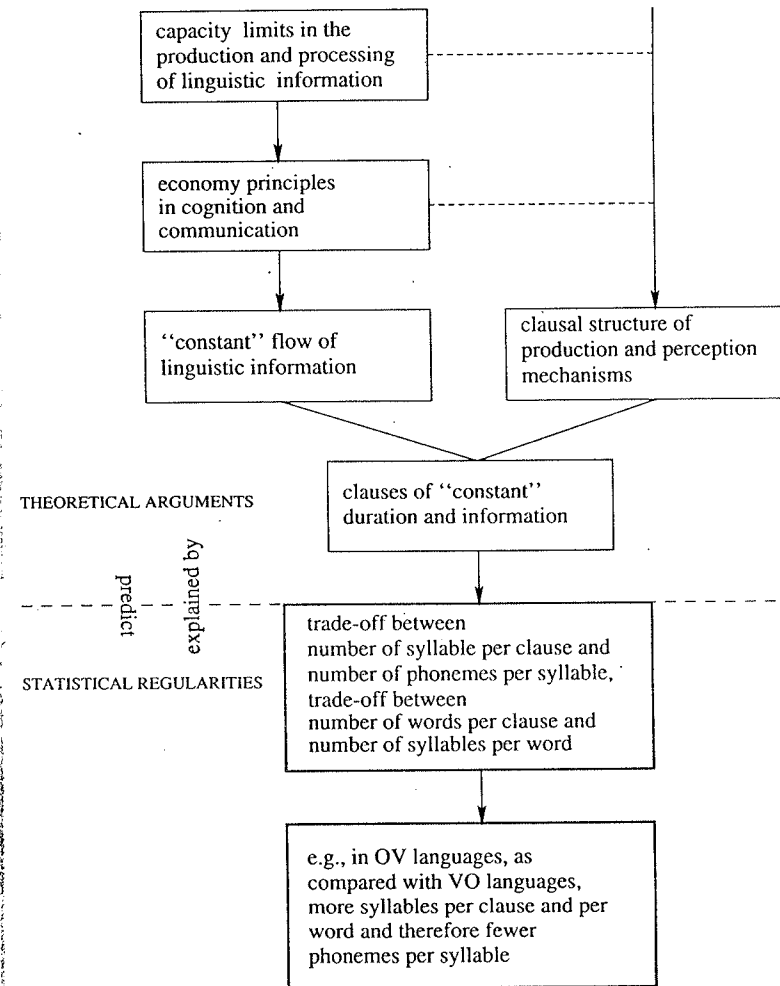 capacity limits in the
production and processing
of linguistic information
economy principles
in cognition and
communication
“constant” flow of
linguistic information
clausal structure of
production and perception
mechanisms
THEORETICAL ARGUMENTS
clauses of “constant”
duration and information
predict
explained by
STATISTICAL REGULARITIES
trade-off between
number of syllable per clause and
number of phonemes per syllable,
trade-off between
number of words per clause and
number of syllables per word
e.g., in OV languages, as
compared with VO languages,
more syllables per clause and per
word and therefore fewer
phonemes per syllable